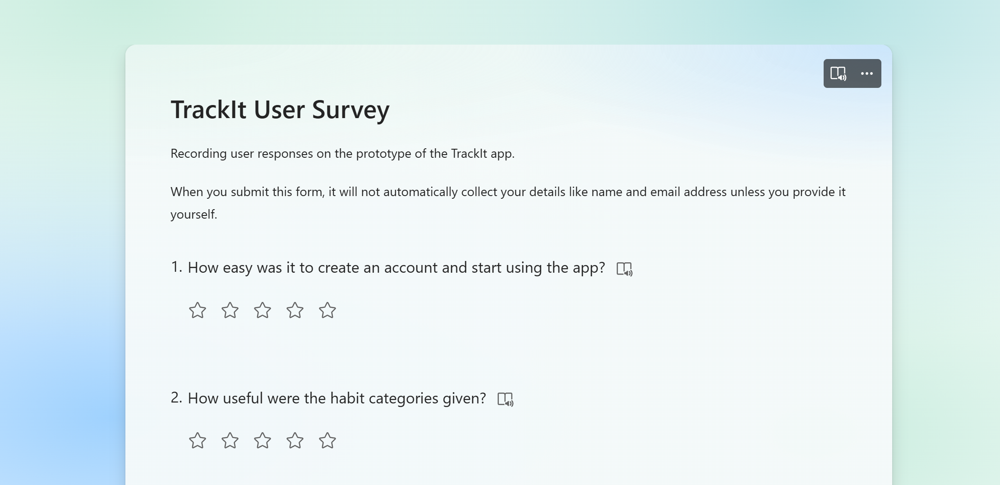 TrackIt User Survey
Recording user responses on the prototype of the TrackIt app.
When you submit this form, it will not automatically collect your details like name and email address unless you provide it
yourself.
1. How easy was it to create an account and start using the app?
2. How useful were the habit categories given?